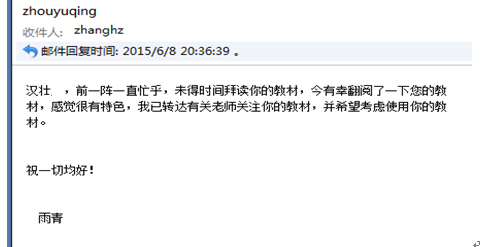 zhouyuqing
收件人： zhanghz
邮件回复时间: 2015/6/8 20:36:39 。
汉壮 ，前一阵一直忙乎，未得时间拜读你的教材，今有幸翻阅了一下您的教
材，感觉很有特色，我已转达有关老师关注你的教材，并希望考虑使用你的教
材。
祝一切均好！
雨青